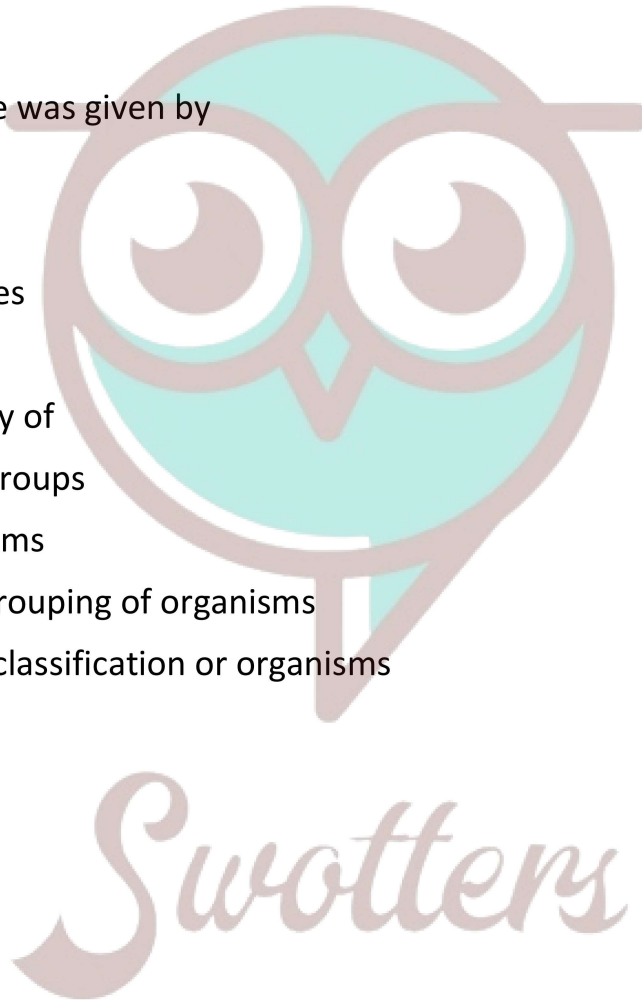 e was given by
es
y of
roups
ms
rouping of organisms
classification or organisms
Swotters